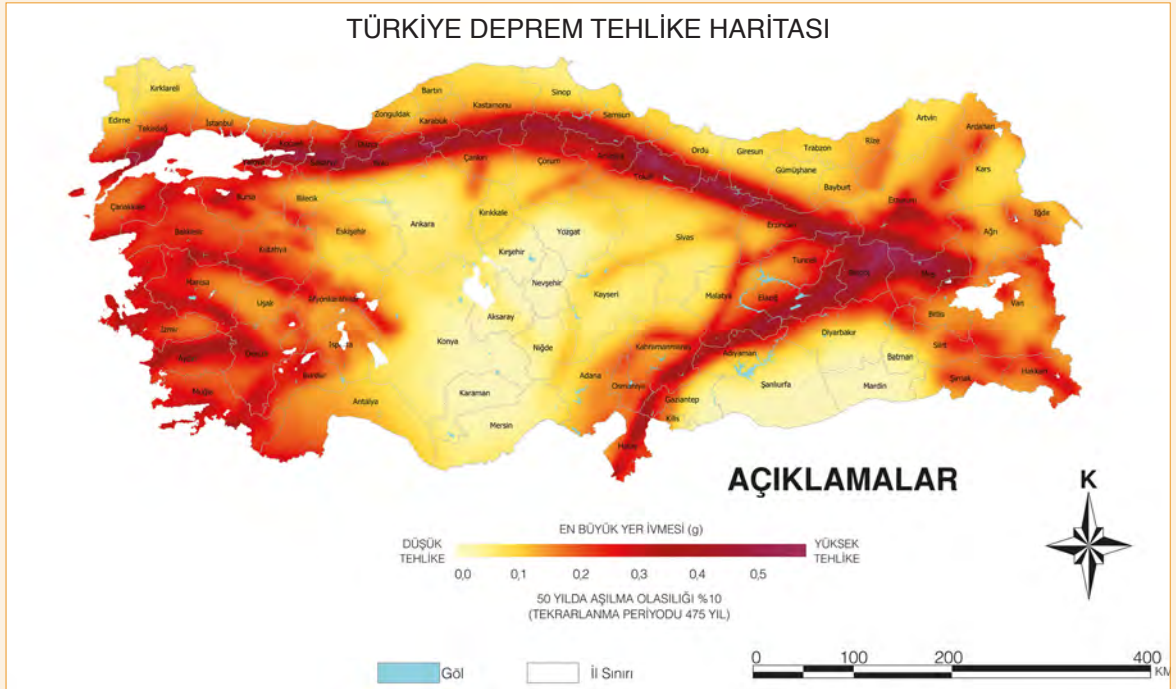 TÜRKİYE DEPREM TEHLİKE HARİTASI
Kırklareli
Edirne
Tekirdağ
İstanbul
Kocaeli
Sakarya
Düzce
Bolu
Zonguldak
Bartın
Karabük
Kastamonu
Sinop
Samsun
Çankırı
Çorum
Amasya
Tokat
Ordu
Giresun
Trabzon
Gümüşhane
Bayburt
Rize
Artvin
Ardahan
Kars
Iğdır
Ağrı
Erzurum
Erzincan
Çanakkale
Balıkesir
Bursa
Bilecik
Eskişehir
Kütahya
Ankara
Kırıkkale
Kırşehir
Yozgat
Sivas
Tunceli
Bingöl
Muş
Manisa
Uşak
Afyonkarahisar
Nevşehir
Kayseri
Malatya
Elazığ
Bitlis
Van
İzmir
Aydın
Denizli
Isparta
Burdur
Muğla
Antalya
Konya
Aksaray
Niğde
Karaman
Mersin
Adana
Osmaniye
Kahramanmaraş
Adıyaman
Diyarbakır
Batman
Siirt
Şırnak
Hakkari
Mardin
Şanlıurfa
Gaziantep
Kilis
Hatay
AÇIKLAMALAR
K
EN BÜYÜK YER İVMESİ (g)
DÜŞÜK TEHLİKE
YÜKSEK TEHLİKE
0,0 0,1 0,2 0,3 0,4 0,5
50 YILDA AŞILMA OLASILIĞI %10
(TEKRARLANMA PERİYODU 475 YIL)
Göl
İl Sınırı
0 100 200 400
KM